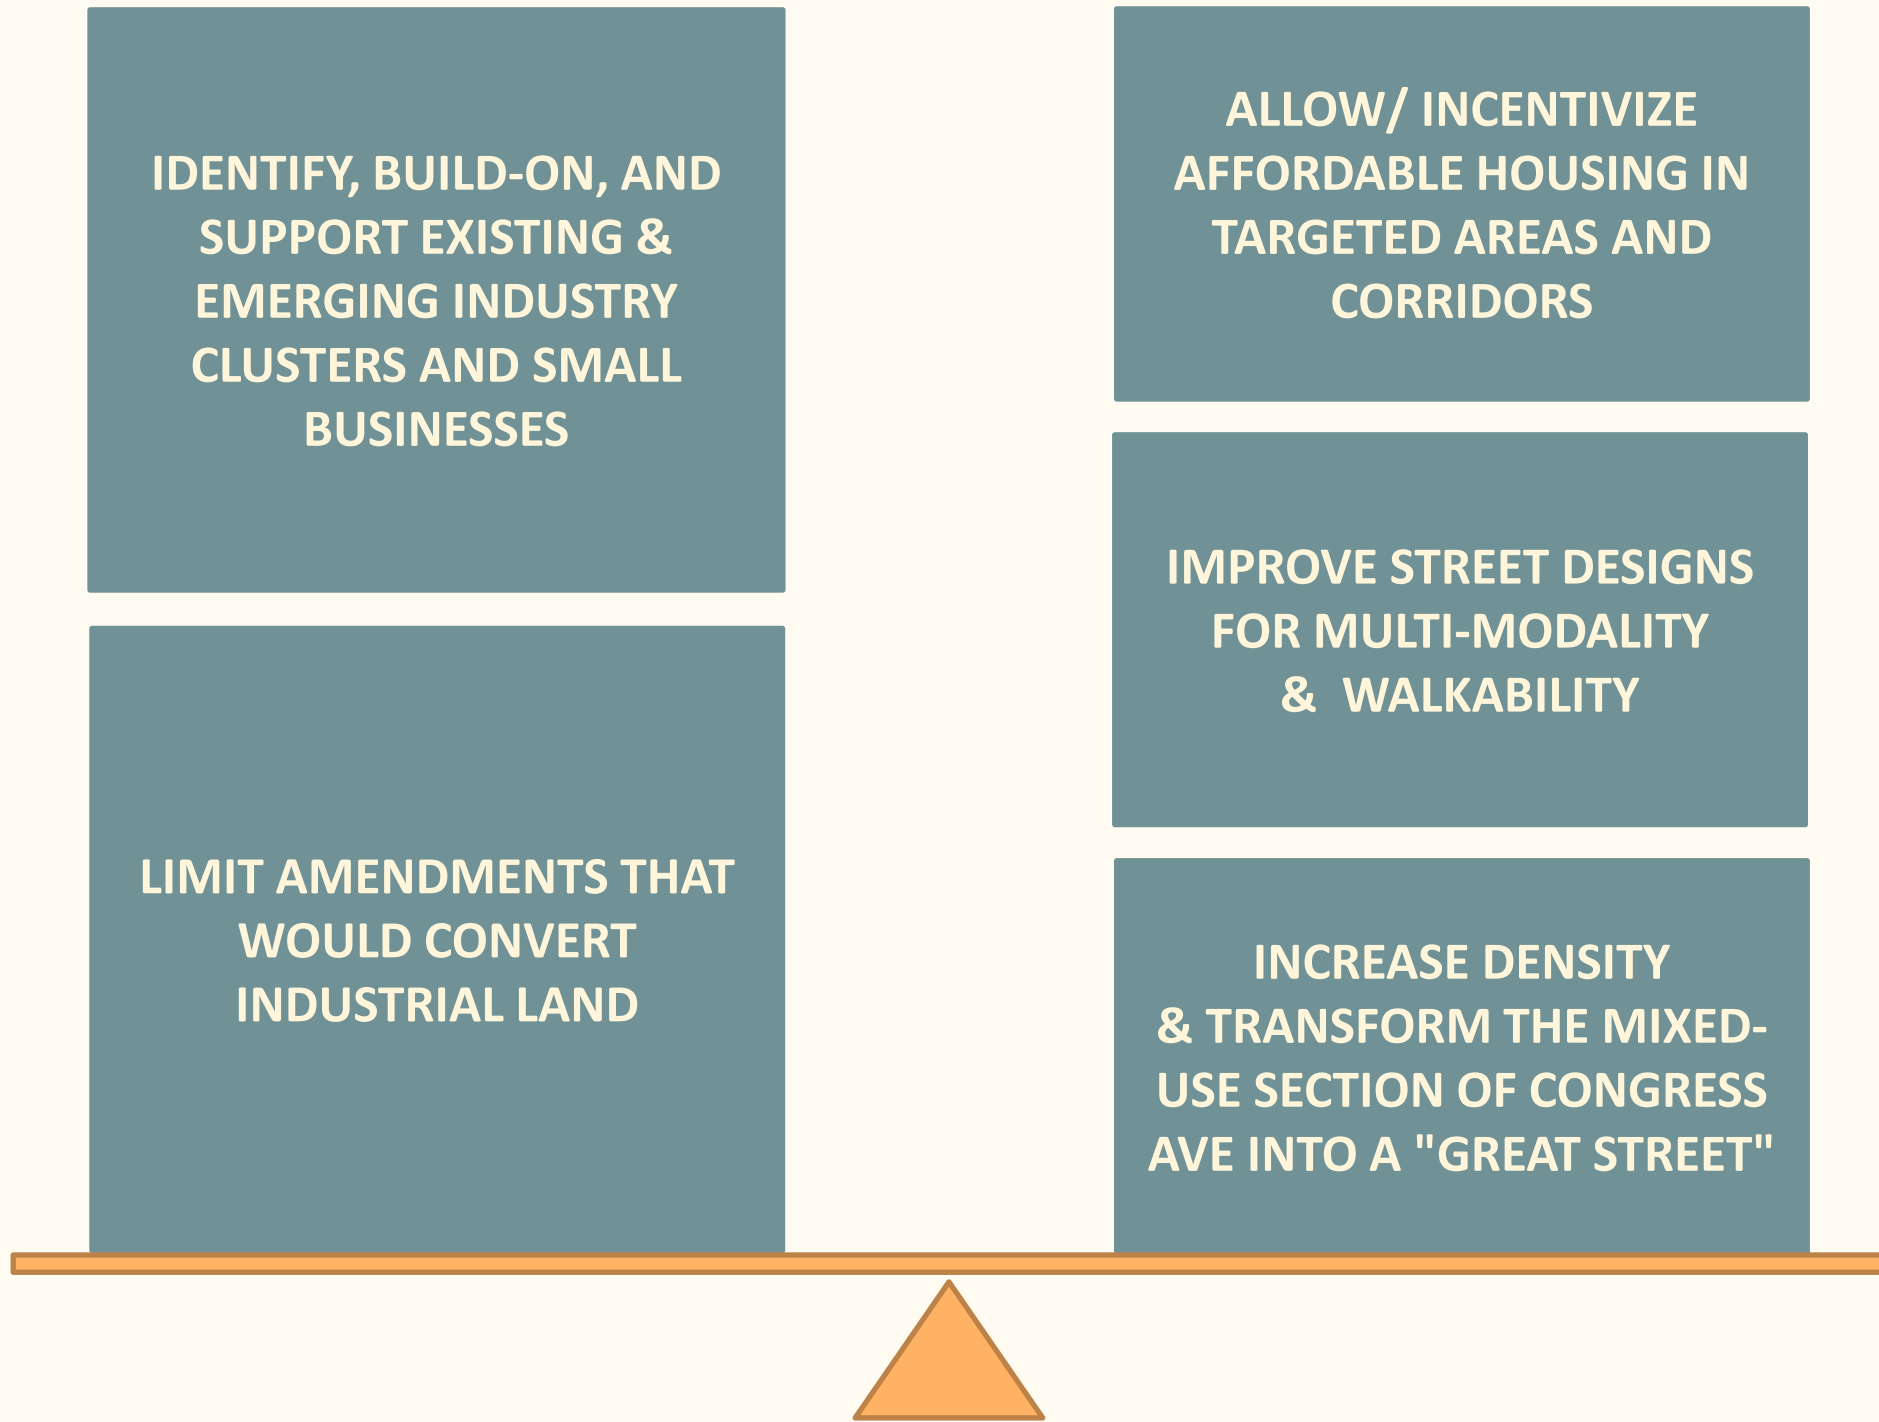 IDENTIFY, BUILD-ON, AND
SUPPORT EXISTING &
EMERGING INDUSTRY
CLUSTERS AND SMALL
BUSINESSES
LIMIT AMENDMENTS THAT
WOULD CONVERT
INDUSTRIAL LAND
ALLOW/ INCENTIVIZE
AFFORDABLE HOUSING IN
TARGETED AREAS AND
CORRIDORS
IMPROVE STREET DESIGNS
FOR MULTI-MODALITY
& WALKABILITY
INCREASE DENSITY
& TRANSFORM THE MIXED-
USE SECTION OF CONGRESS
AVE INTO A "GREAT STREET"